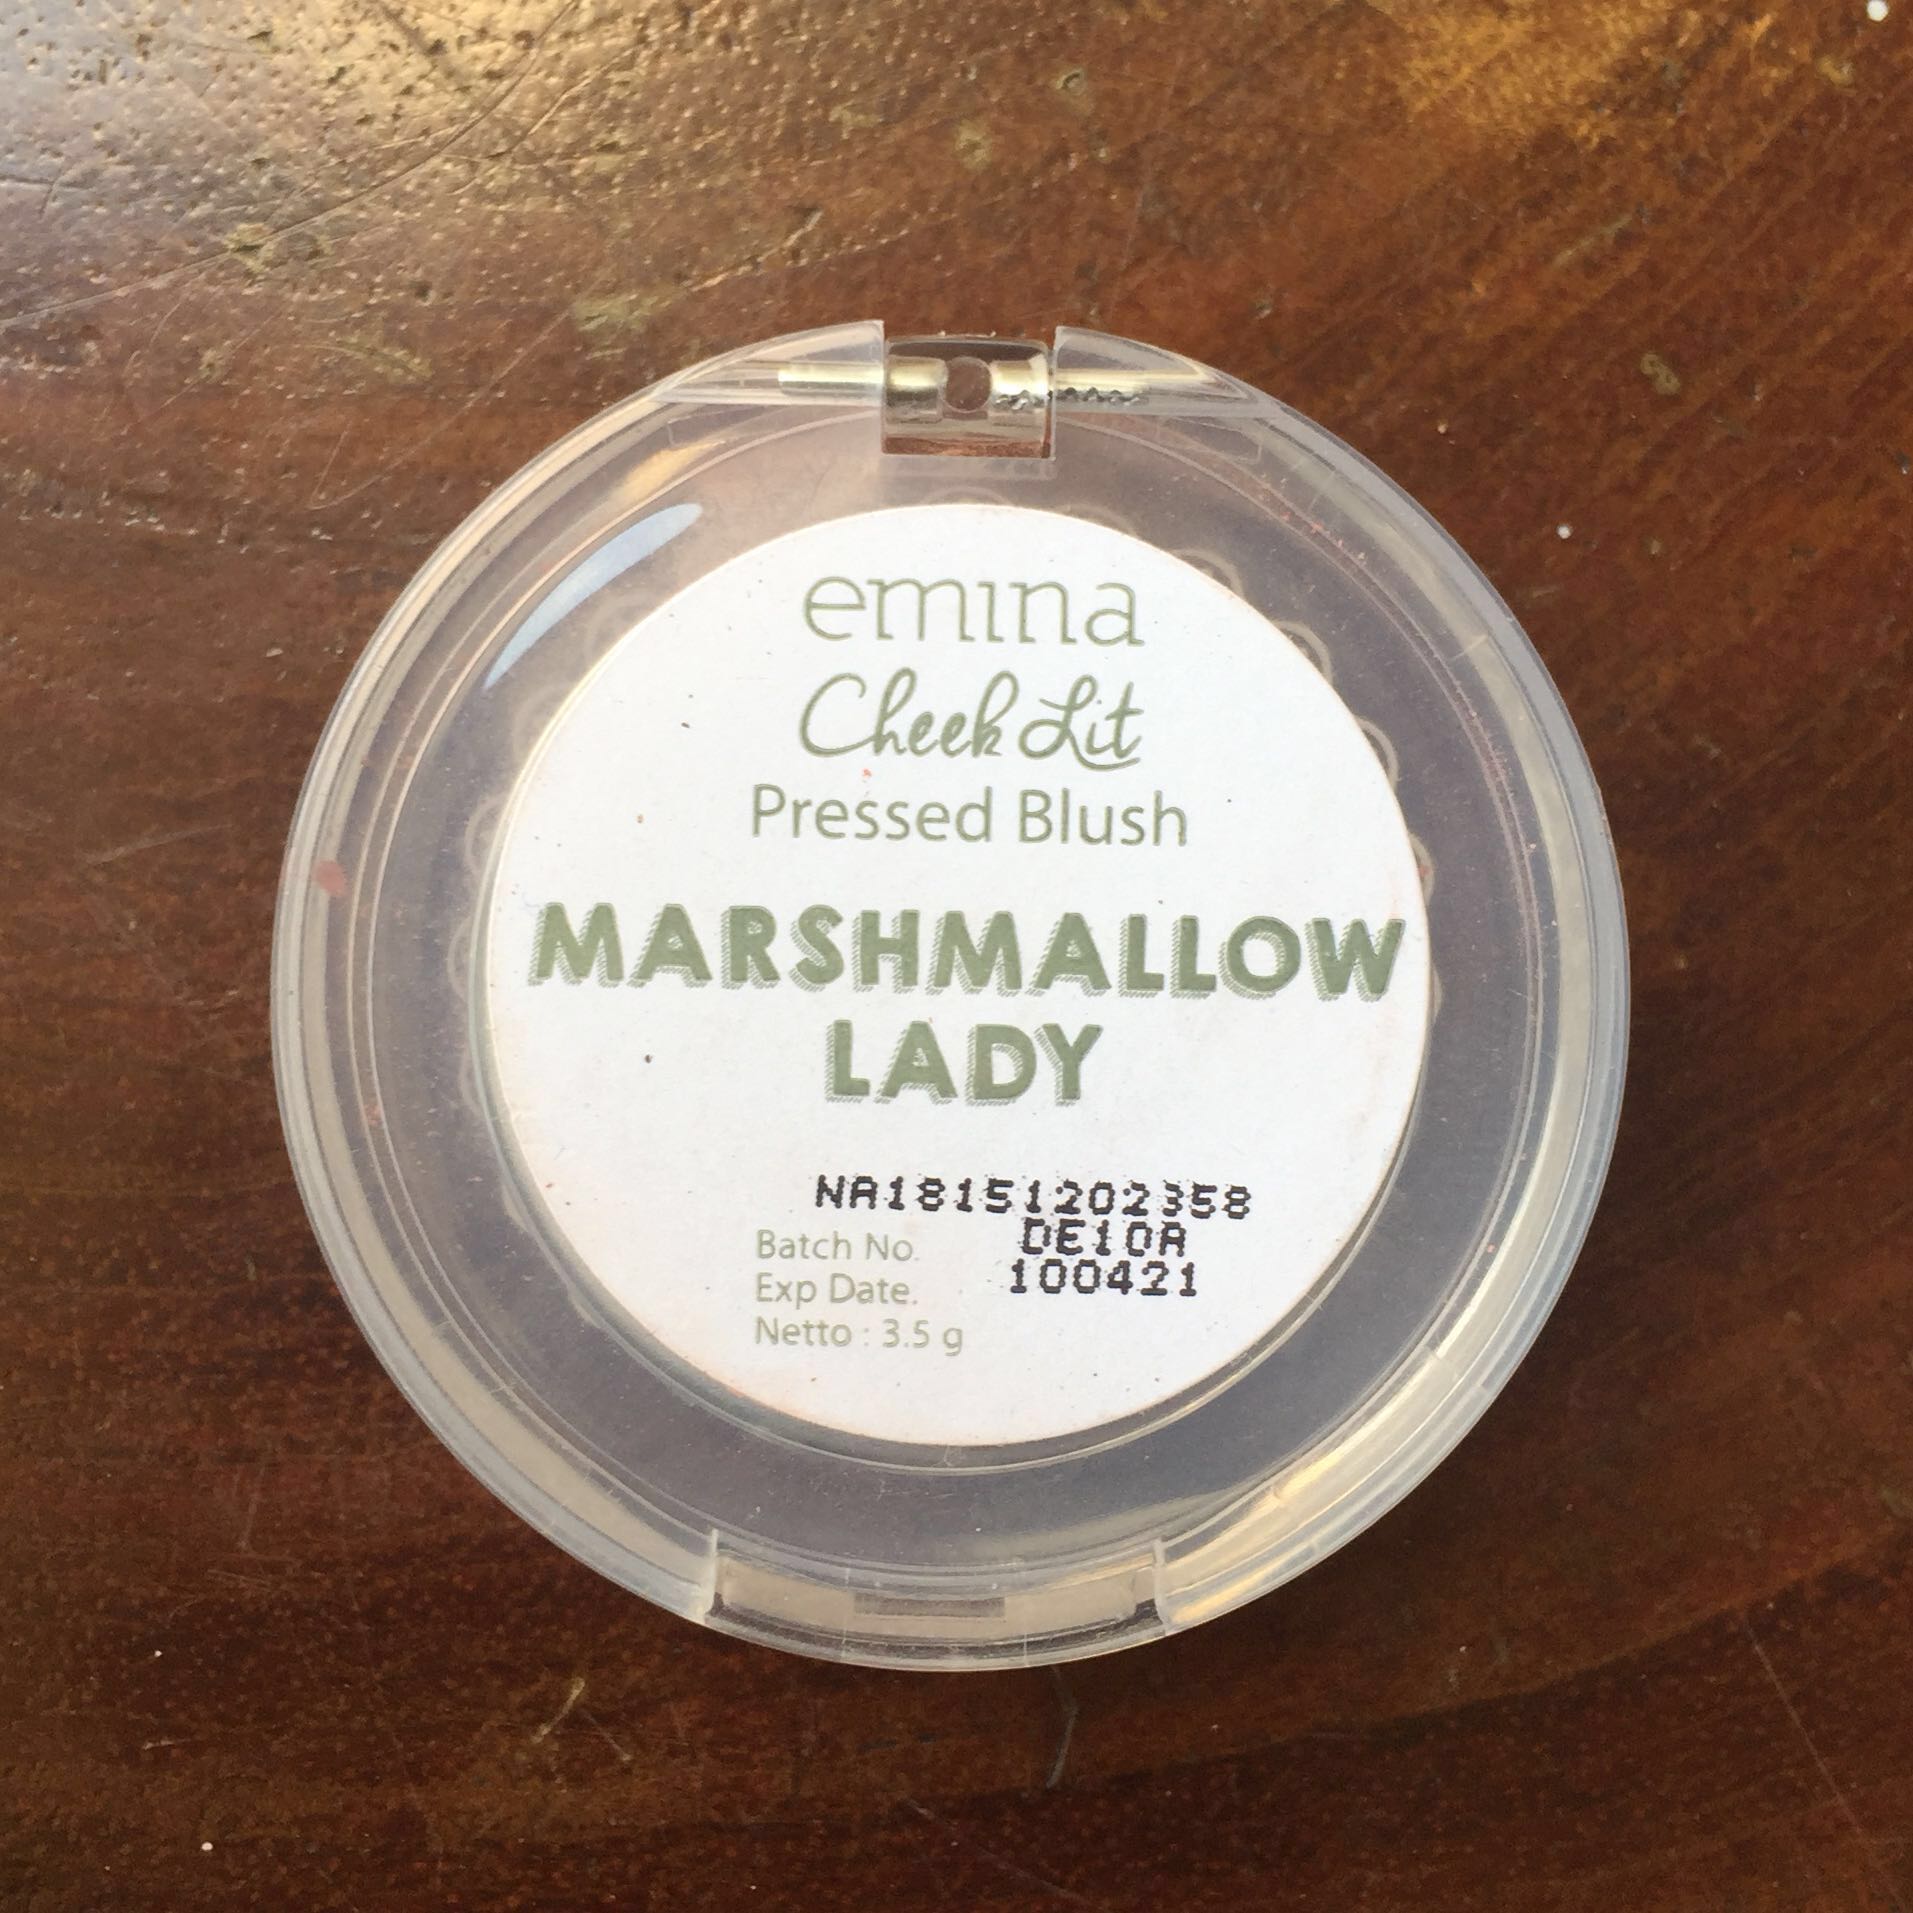 emina
Cheek Lit
Pressed Blush
MARSHMALLOW
LADY
NA18151202358
Batch No. DE10A
Exp Date. 100421
Netto : 3.5 g